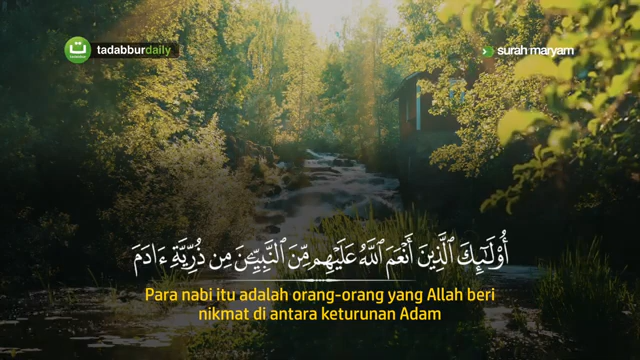 ت
tadabburdaily
surah maryam
أُو۟لَـٰٓئِكَ ٱلَّذِينَ أَنْعَمَ ٱللَّهُ عَلَيْهِم مِّنَ ٱلنَّبِيِّـۧنَ مِن ذُرِّيَّةِ ءَادَمَ
Para nabi itu adalah orang-orang yang Allah beri
nikmat di antara keturunan Adam